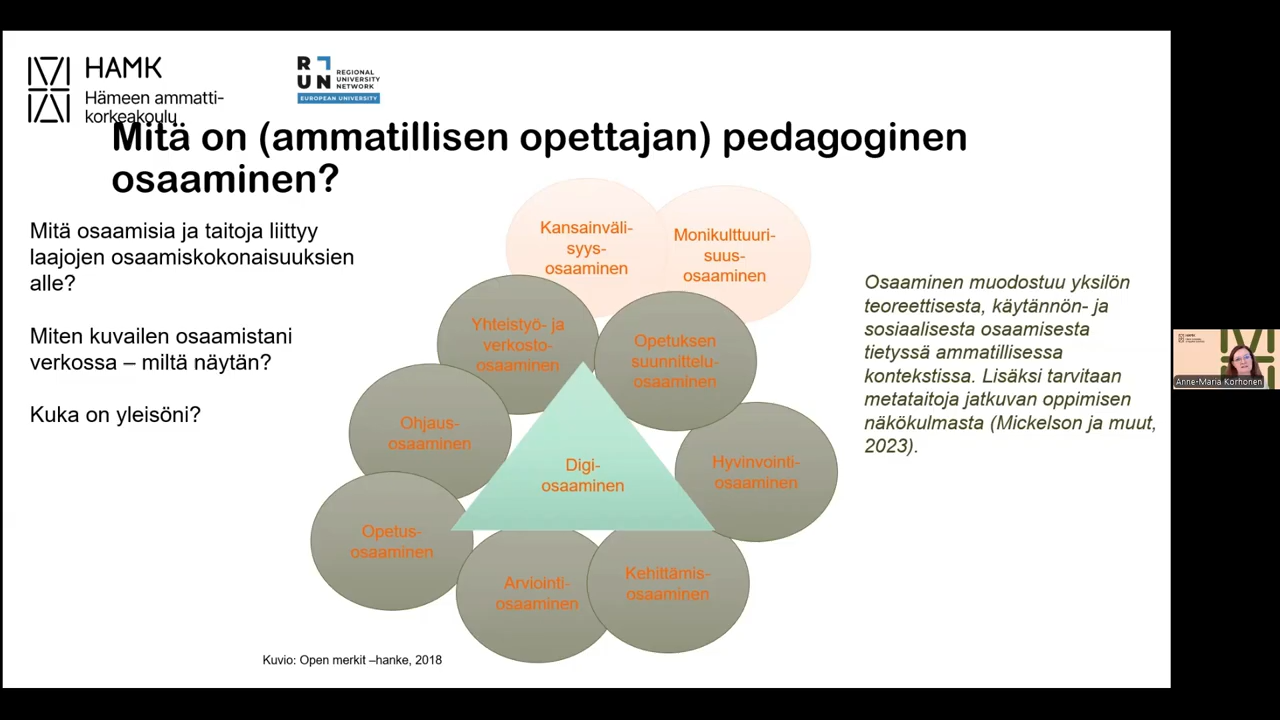 HAMK
Hämeen ammatti-
korkeakoulu
R
UN
REGIONAL
UNIVERSITY
NETWORK
EUROPEAN UNIVERSITY
Mitä on (ammatillisen opettajan) pedagoginen
osaaminen?
Mitä osaamisia ja taitoja liittyy
laajojen osaamiskokonaisuuksien
alle?
Miten kuvailen osaamistani
verkossa – miltä näytän?
Kuka on yleisöni?
Kansainväli-
syys-
osaaminen
Monikulttuuri-
suus-
osaaminen
Yhteistyö- ja
verkosto-
osaaminen
Opetuksen
suunnittelu-
osaaminen
Ohjaus-
osaaminen
Digi-
osaaminen
Hyvinvointi-
osaaminen
Opetus-
osaaminen
Arviointi-
osaaminen
Kehittämis-
osaaminen
Osaaminen muodostuu yksilön
teoreettisesta, käytännön- ja
sosiaalisesta osaamisesta
tietyssä ammatillisessa
kontekstissa. Lisäksi tarvitaan
metataitoja jatkuvan oppimisen
näkökulmasta (Mickelson ja muut,
2023).
Kuvio: Open merkit –hanke, 2018
Anne-Maria Korhonen